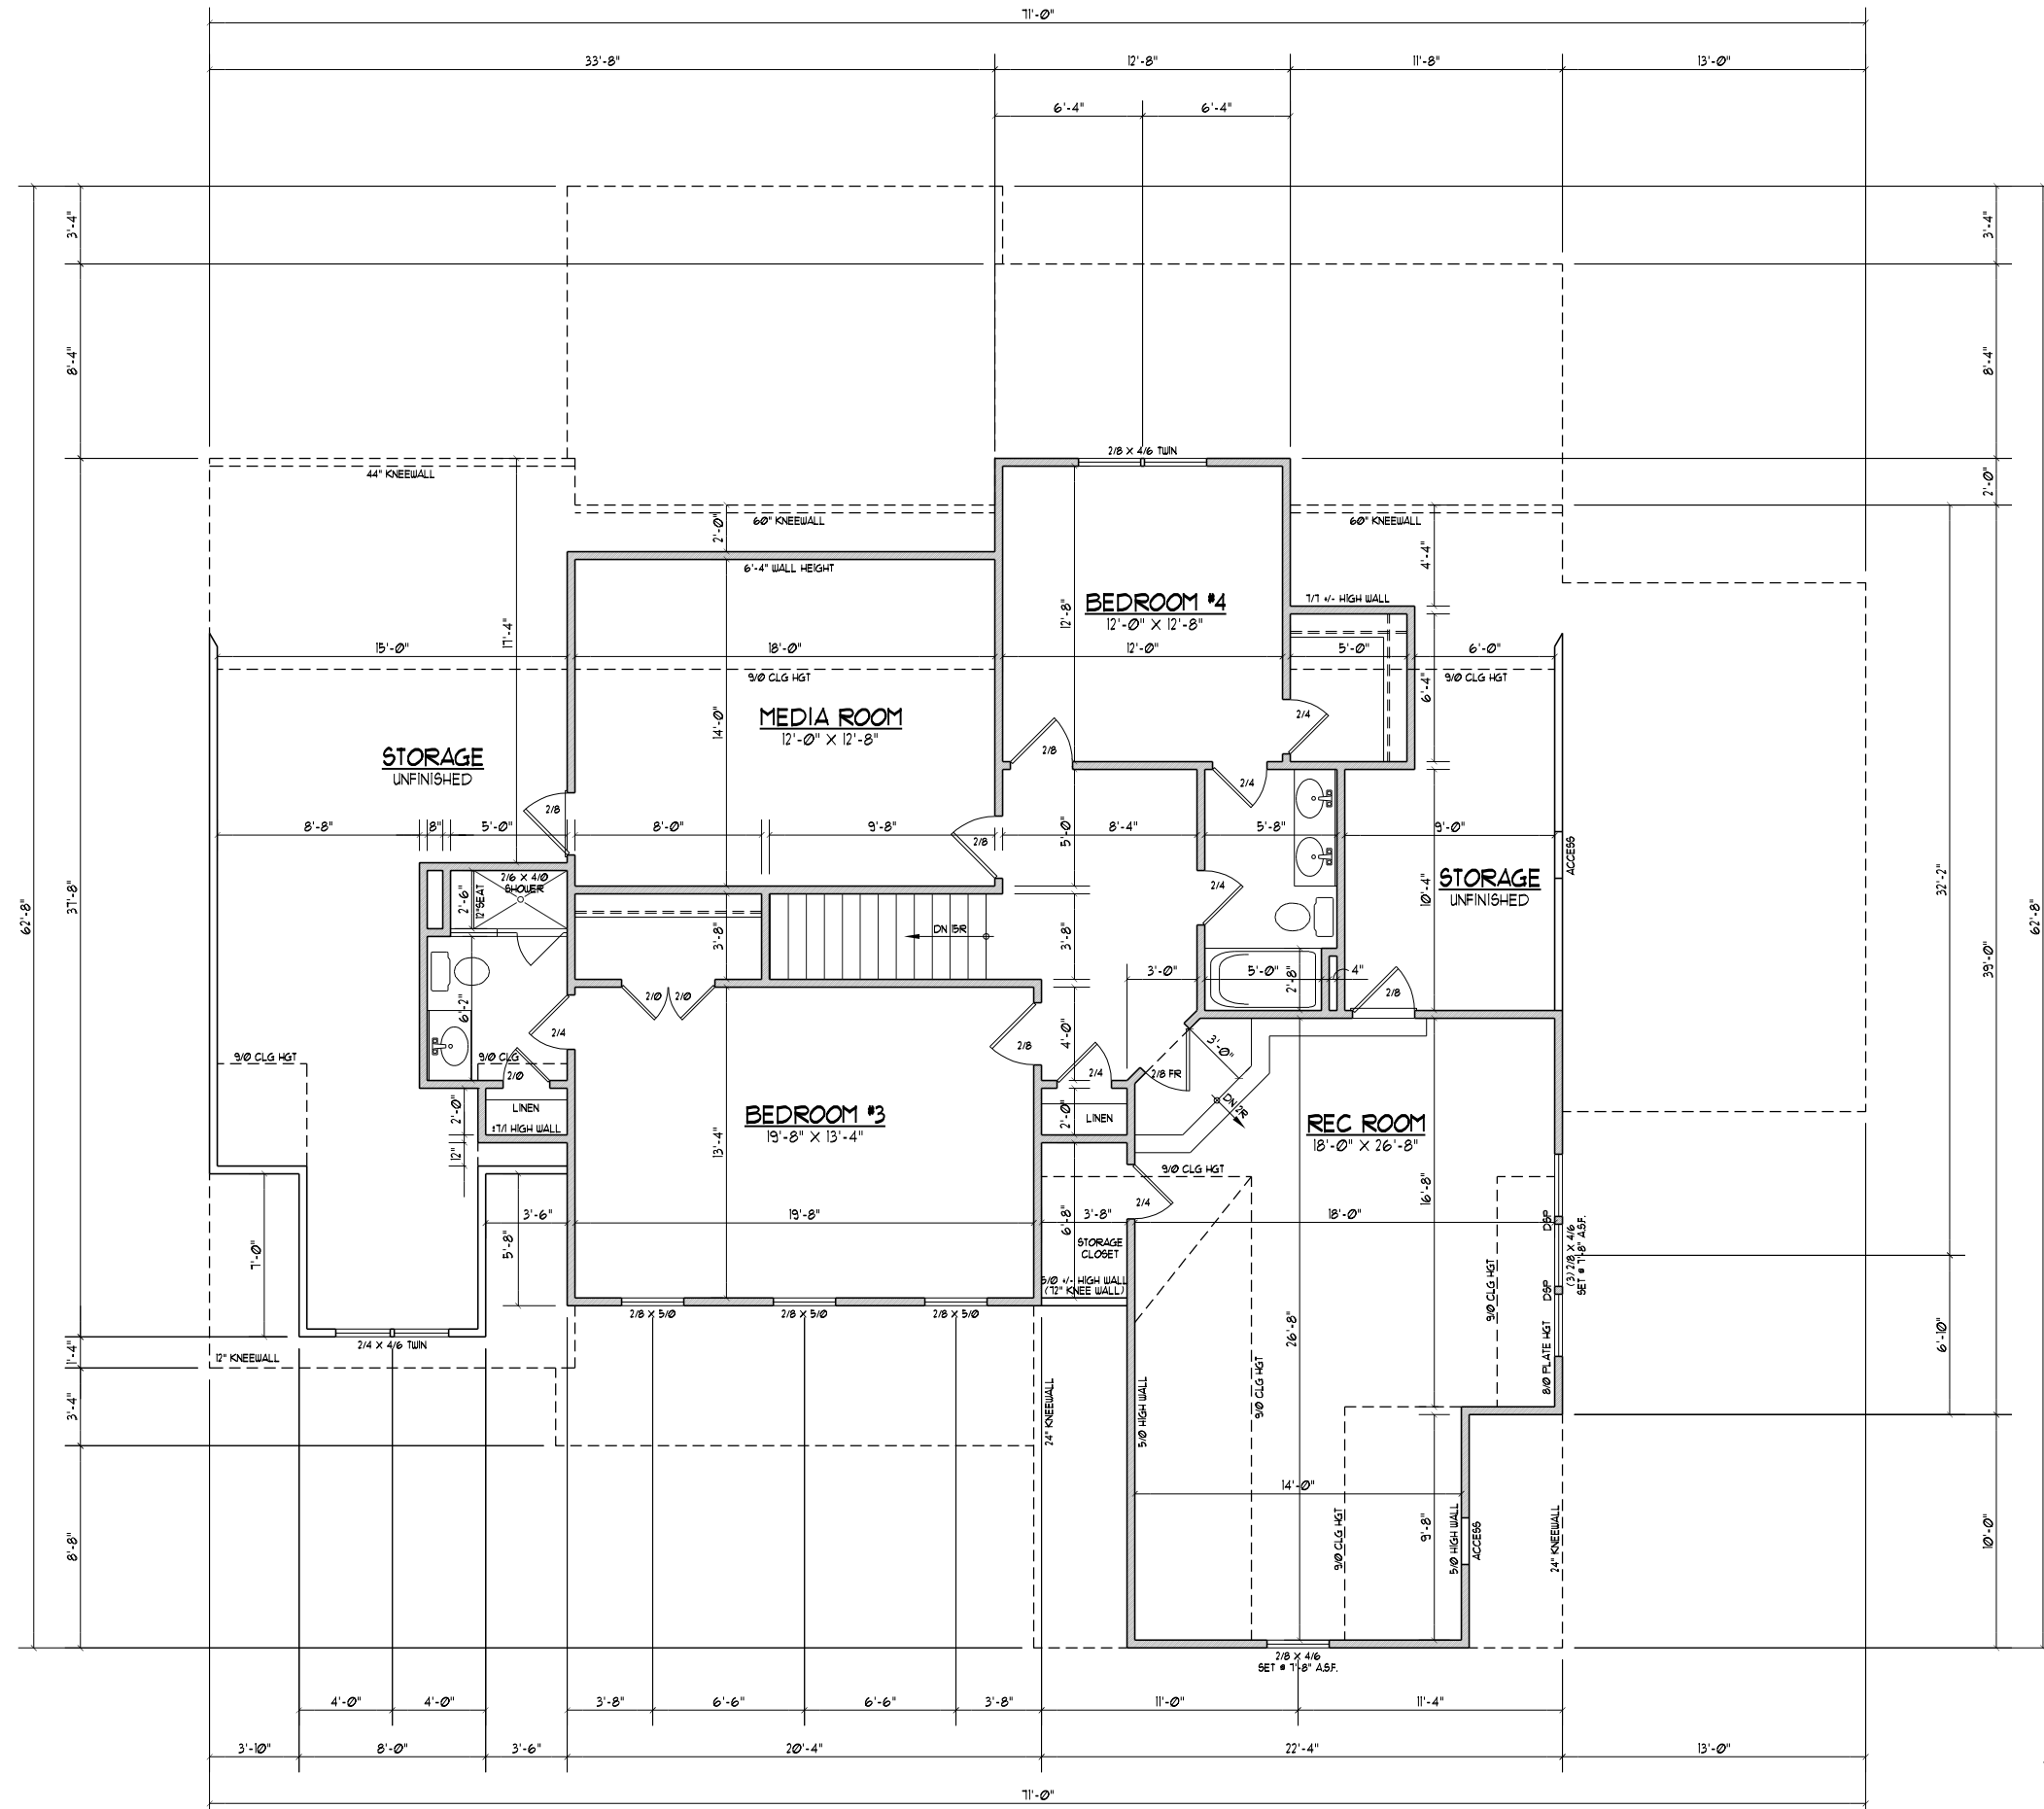 71'-0"
33'-8"
12'-8"
11'-8"
13'-0"
6'-4"
6'-4"
3'-4"
3'-4"
8'-4"
8'-4"
2/8 X 4/6 TWIN
44" KNEEWALL
2'-0"
60" KNEEWALL
2'-0"
60" KNEEWALL
4'-4"
6'-4" WALL HEIGHT
BEDROOM #4
12'-0" X 12'-8"
12'-8"
7/7 +/- HIGH WALL
17'-4"
15'-0"
18'-0"
12'-0"
5'-0"
6'-0"
9/0 CLG HGT
9/0 CLG HGT
6'-4"
MEDIA ROOM
12'-0" X 12'-8"
14'-0"
2/4
2/8
STORAGE
UNFINISHED
2/4
2/8
8'-8"
8"
5'-0"
8'-0"
9'-8"
2/8
8'-4"
5'-0"
5'-8"
9'-0"
ACCESS
32'-2"
37'-8"
62'-8"
62'-8"
39'-0"
2/6 X 4/0
SHOWER
2'-6"
12" SEAT
2/4
10'-4"
STORAGE
UNFINISHED
3'-8"
DN 15R
3'-8"
3'-0"
5'-0"
2'-8"
4"
2/8
2/0
2/0
6'-2"
2/4
9/0 CLG HGT
9/0 CLG
2/0
2/8
4'-0"
2/4
2/8 FR
3'-0"
DN 2R
LINEN
±7/1 HIGH WALL
2'-0"
12"
BEDROOM #3
19'-8" X 13'-4"
13'-4"
2'-0"
LINEN
REC ROOM
18'-0" X 26'-8"
9/0 CLG HGT
16'-8"
2/4
3'-6"
19'-8"
3'-8"
6'-8"
18'-0"
DSP
DSP
(3) 2/8 X 4/6
SET @ 7'-8" A.S.F.
7'-0"
5'-8"
STORAGE
CLOSET
5/0 +/- HIGH WALL
(72" KNEE WALL)
9/0 CLG HGT
8/0 PLATE HGT
2/8 X 5/0
2/8 X 5/0
2/8 X 5/0
26'-8"
6'-10"
2/4 X 4/6 TWIN
12" KNEEWALL
1'-4"
3'-4"
24" KNEEWALL
5/0 HIGH WALL
9/0 CLG HGT
14'-0"
8'-8"
9/0 CLG HGT
9'-8"
5/0 HIGH WALL
ACCESS
24" KNEEWALL
10'-0"
2/8 X 4/6
SET @ 7'-8" A.S.F.
4'-0"
4'-0"
3'-8"
6'-6"
6'-6"
3'-8"
11'-0"
11'-4"
3'-10"
8'-0"
3'-6"
20'-4"
22'-4"
13'-0"
71'-0"